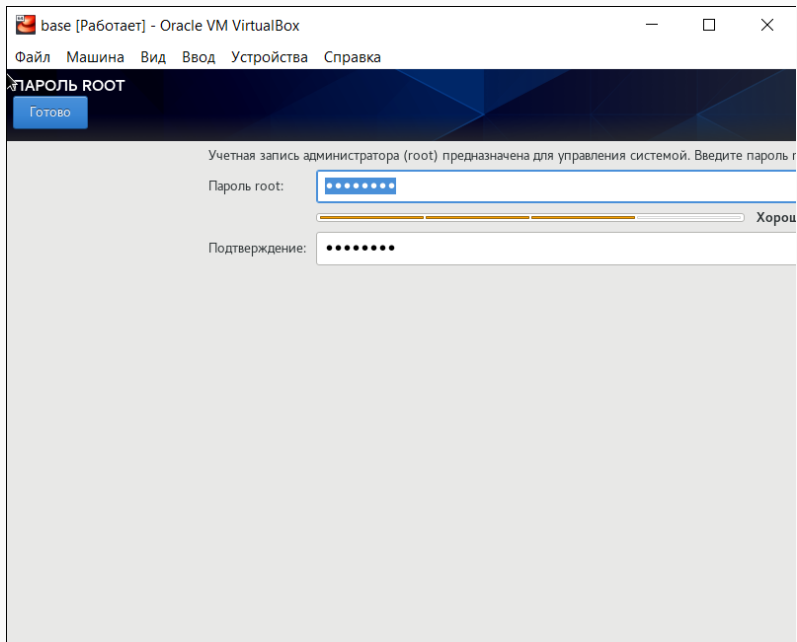 base [Работает] - Oracle VM VirtualBox
Файл Машина Вид Ввод Устройства Справка
ПАРОЛЬ ROOT
Готово
Учетная запись администратора (root) предназначена для управления системой. Введите пароль
Пароль root:
Хорош
Подтверждение: